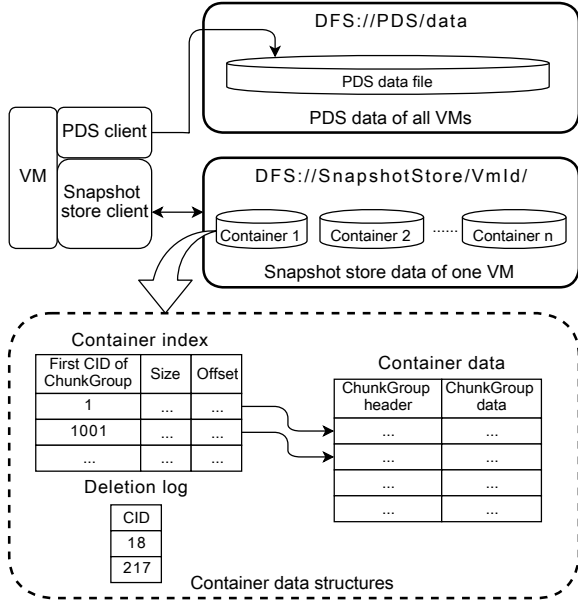 DFS://PDS/data
PDS data file
PDS data of all VMs
VM
PDS client
Snapshot
store client
DFS://SnapshotStore/VmId/
Container 1
Container 2
......
Container n
Snapshot store data of one VM
Container index
First CID of
ChunkGroup
Size
Offset
1
...
...
1001
...
...
...
...
...
Container data
ChunkGroup
header
ChunkGroup
data
...
...
...
...
...
...
...
...
Deletion log
CID
18
217
Container data structures